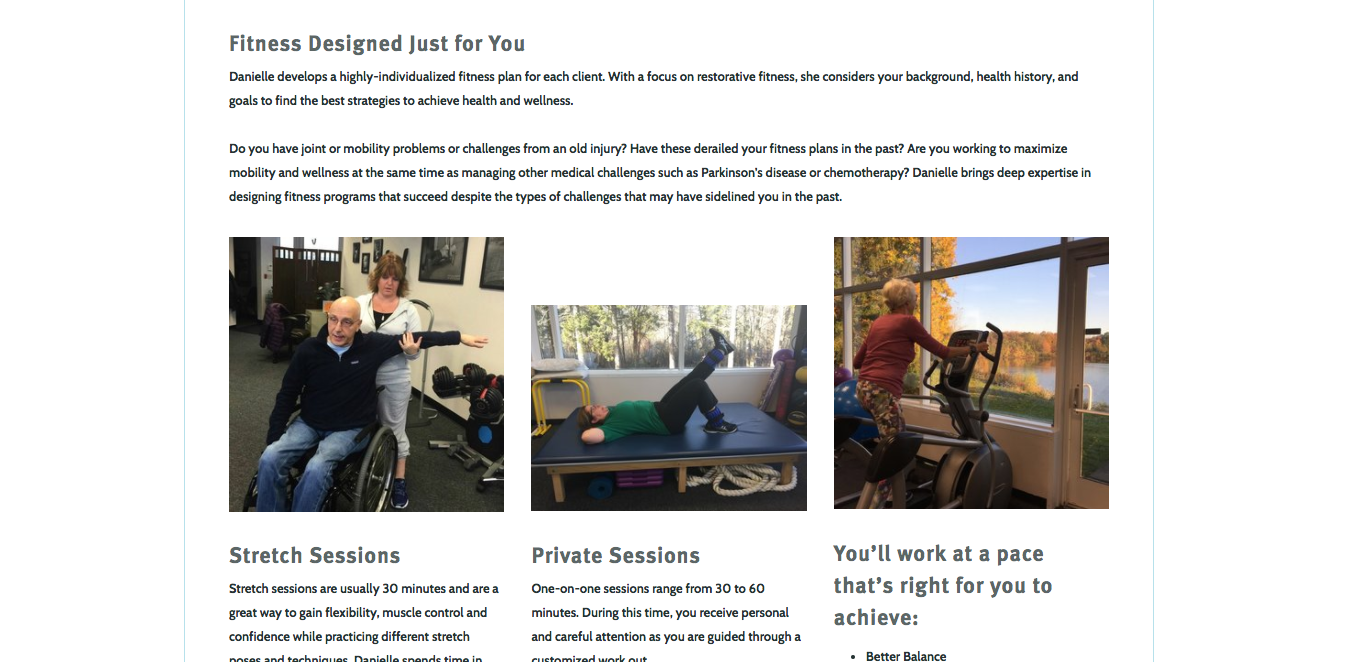 Fitness Designed Just for You
Danielle develops a highly-individualized fitness plan for each client. With a focus on restorative fitness, she considers your background, health history, and
goals to find the best strategies to achieve health and wellness.
Do you have joint or mobility problems or challenges from an old injury? Have these derailed your fitness plans in the past? Are you working to maximize
mobility and wellness at the same time as managing other medical challenges such as Parkinson's disease or chemotherapy? Danielle brings deep expertise in
designing fitness programs that succeed despite the types of challenges that may have sidelined you in the past.
Stretch Sessions
Stretch sessions are usually 30 minutes and are a
great way to gain flexibility, muscle control and
confidence while practicing different stretch
poses and techniques. Danielle spends time in
Private Sessions
One-on-one sessions range from 30 to 60
minutes. During this time, you receive personal
and careful attention as you are guided through a
customized work out.
You'll work at a pace
that's right for you to
achieve:
• Better Balance